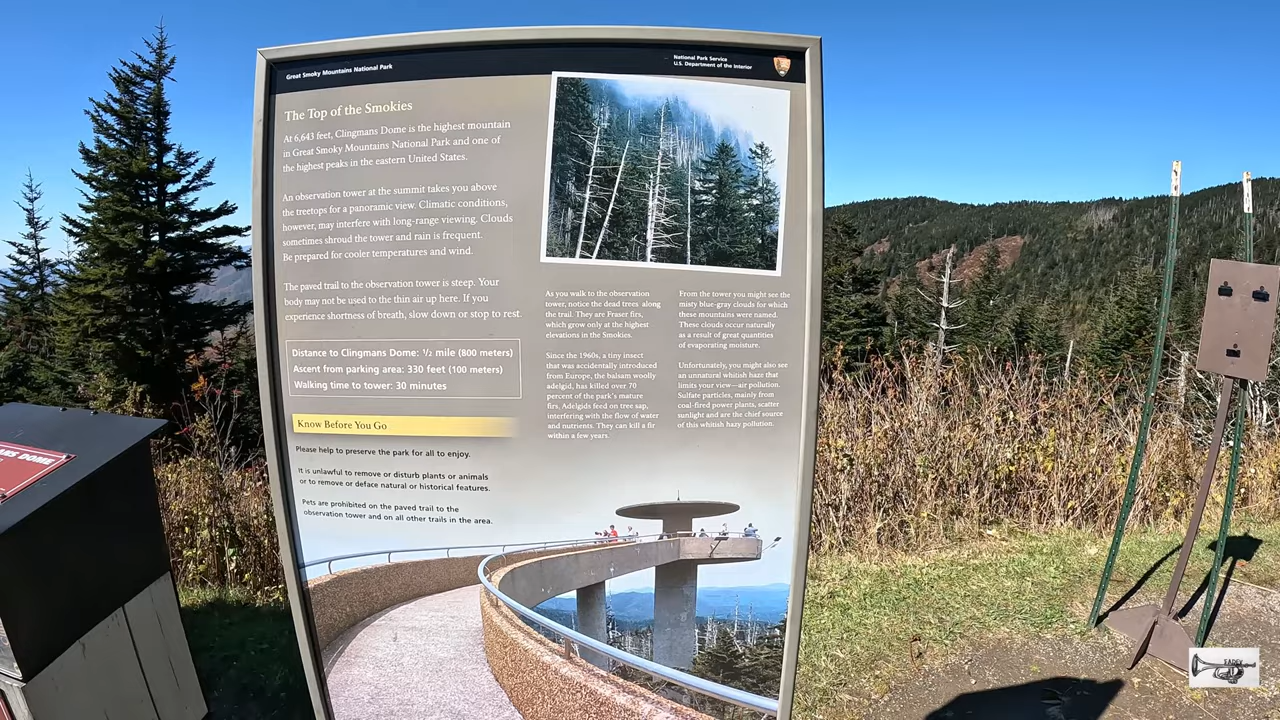 Great Smoky Mountains National Park
National Park Service
U.S. Department of the Interior
The Top of the Smokies
At 6,643 feet, Clingmans Dome is the highest mountain
in Great Smoky Mountains National Park and one of
the highest peaks in the eastern United States.
An observation tower at the summit takes you above
the treetops for a panoramic view. Climatic conditions,
however, may interfere with long-range viewing. Clouds
sometimes shroud the tower and rain is frequent.
Be prepared for cooler temperatures and wind.
The paved trail to the observation tower is steep. Your
body may not be used to the thin air up here. If you
experience shortness of breath, slow down or stop to rest.
Distance to Clingmans Dome: 1/2 mile (800 meters)
Ascent from parking area: 330 feet (100 meters)
Walking time to tower: 30 minutes
Know Before You Go
Please help to preserve the park for all to enjoy.
It is unlawful to remove or disturb plants or animals
or to remove or deface natural or historical features.
Pets are prohibited on the paved trail to the
observation tower and on all other trails in the area.
As you walk to the observation
tower, notice the dead trees along
the trail. They are Fraser firs,
which grow only at the highest
elevations in the Smokies.
Since the 1960s, a tiny insect
that was accidentally introduced
from Europe, the balsam woolly
adelgid, has killed over 70
percent of the park's mature
firs. Adelgids feed on tree sap,
interfering with the flow of water
and nutrients. They can kill a fir
within a few years.
From the tower you might see the
misty blue-gray clouds for which
these mountains were named.
These clouds occur naturally
as a result of great quantities
of evaporating moisture.
Unfortunately, you might also see
an unnatural whitish haze that
limits your view—air pollution.
Sulfate particles, mainly from
coal-fired power plants, scatter
sunlight and are the chief source
of this whitish hazy pollution.
DOME